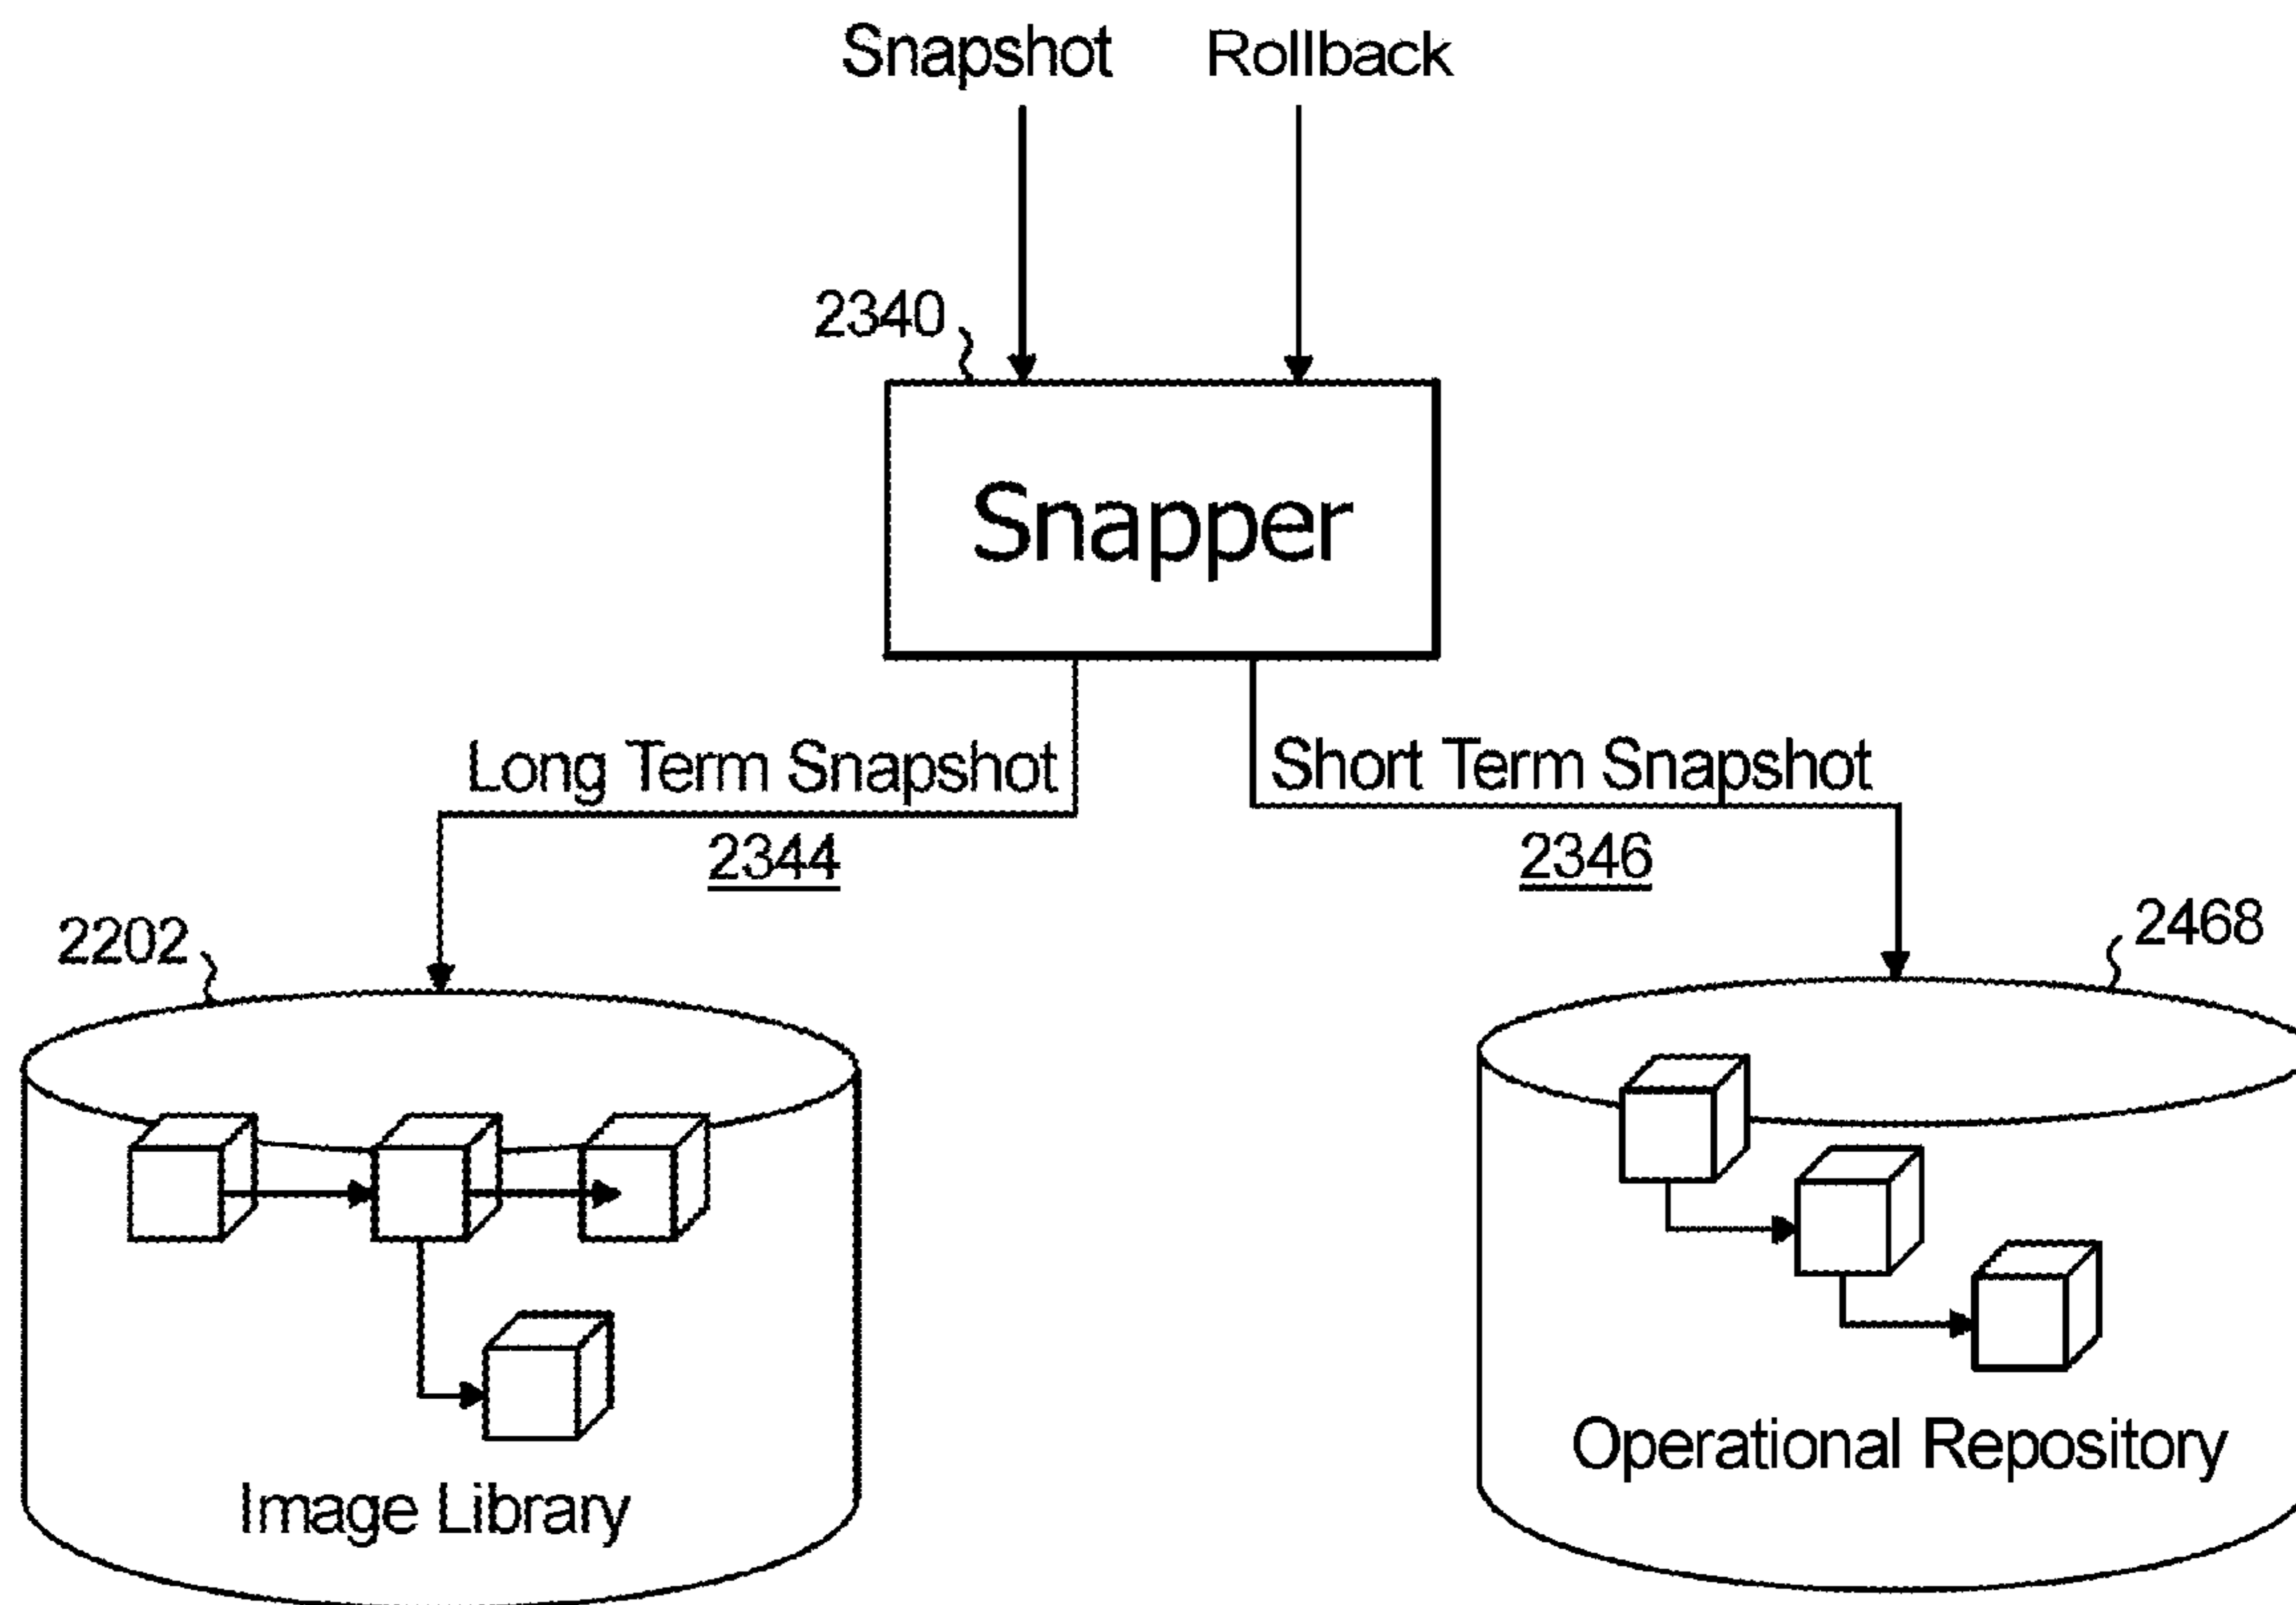 Snapshot Rollback
2340
Snapper
Long Term Snapshot
Short Term Snapshot
2344
2346
2202
2468
Operational Repository
Image Library